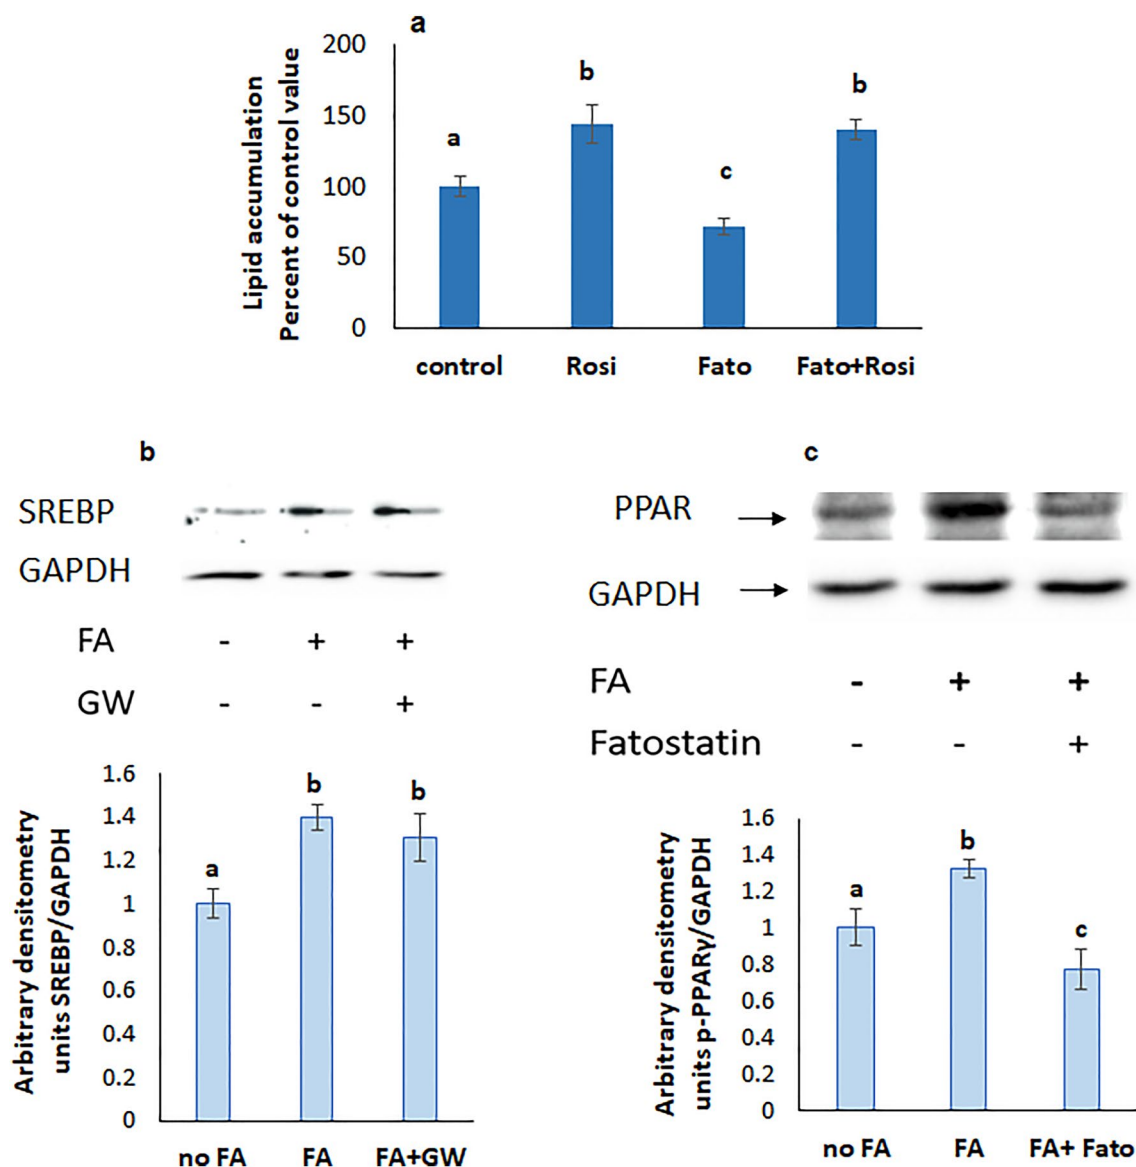 a
200
150
100
50
0
Lipid accumulation
Percent of control value
a
b
c
b
control Rosi Fato Fato+Rosi
b
SREBP
GAPDH
FA - + +
GW - - +
1.6
1.4
1.2
1
0.8
0.6
0.4
0.2
0
Arbitrary densitometry
units SREBP/GAPDH
a
b
b
no FA FA FA+GW
c
PPAR
GAPDH
FA - + +
Fatostatin - - +
1.6
1.4
1.2
1
0.8
0.6
0.4
0.2
0
Arbitrary densitometry
units p-PPARγ/GAPDH
a
b
c
no FA FA FA+ Fato